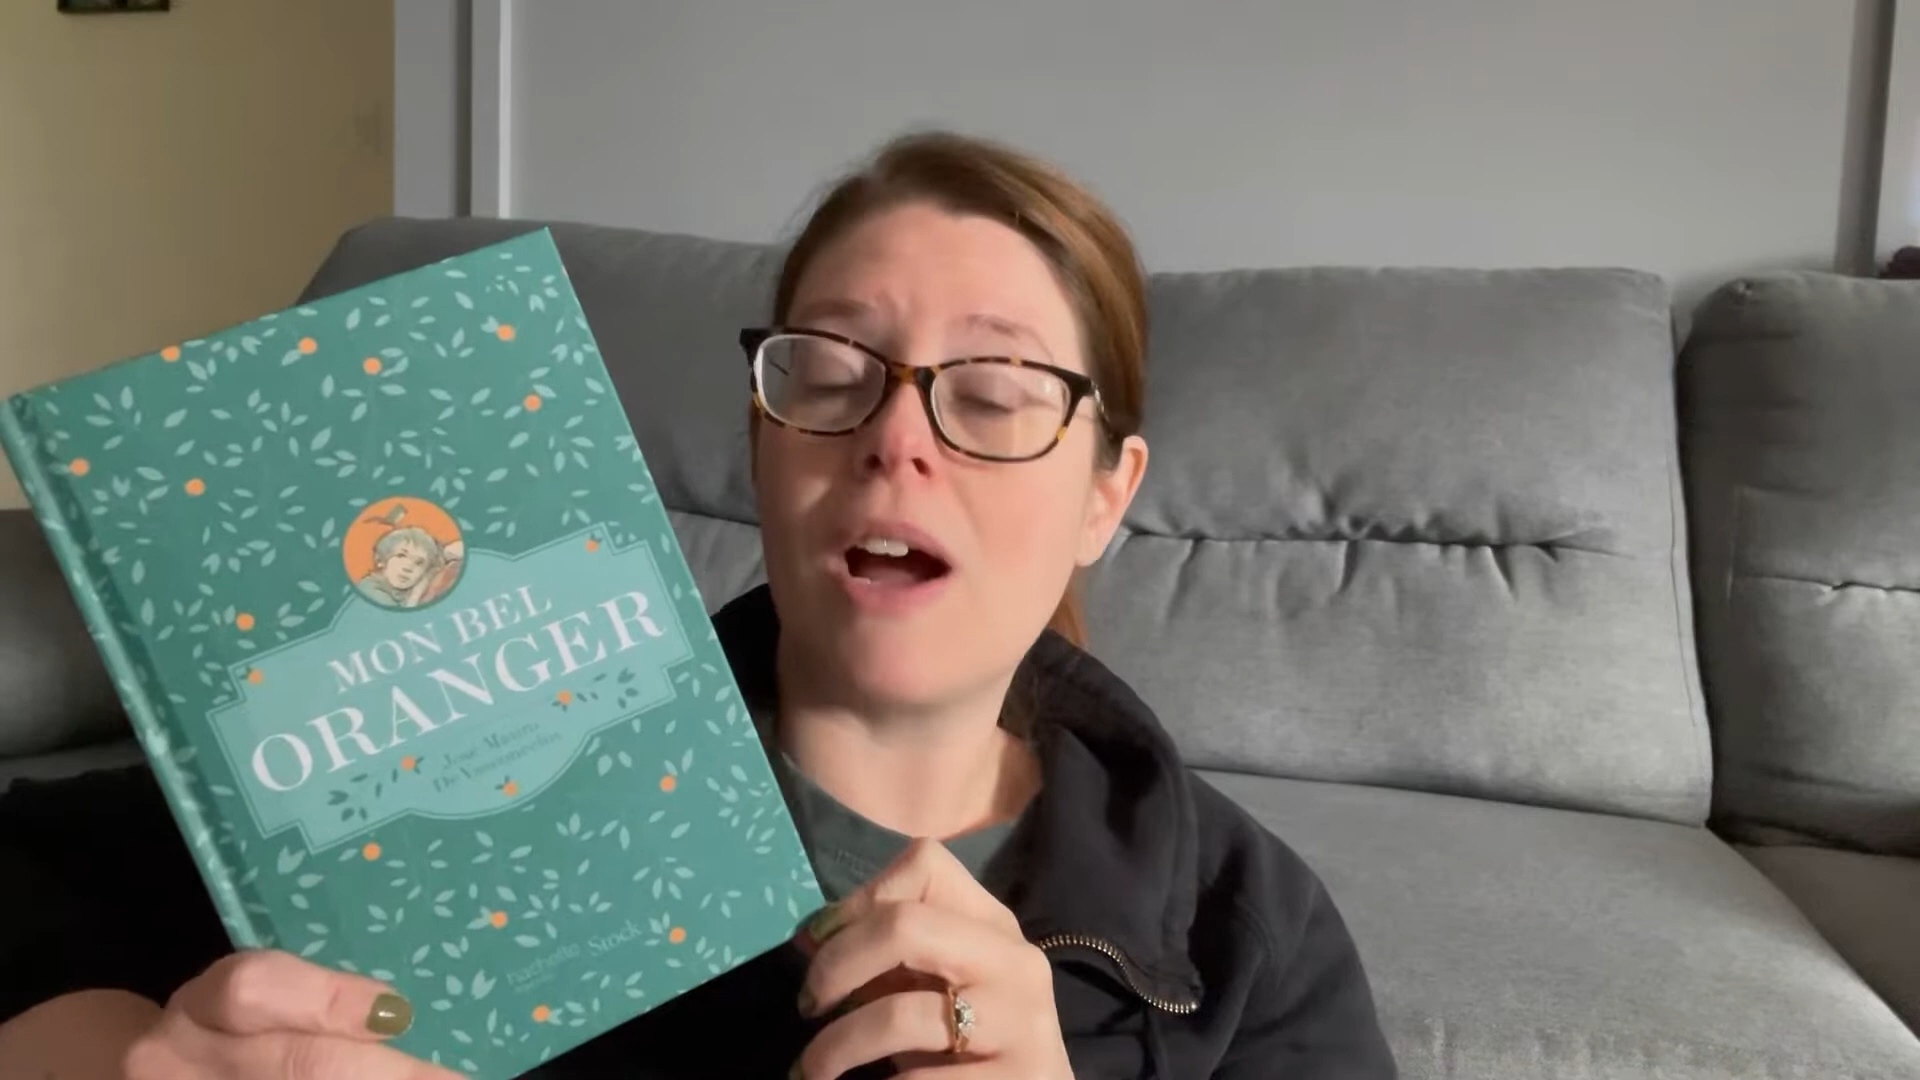 MON BEL
ORANGER
José Mauro
De Vasconcelos
hachette Stock